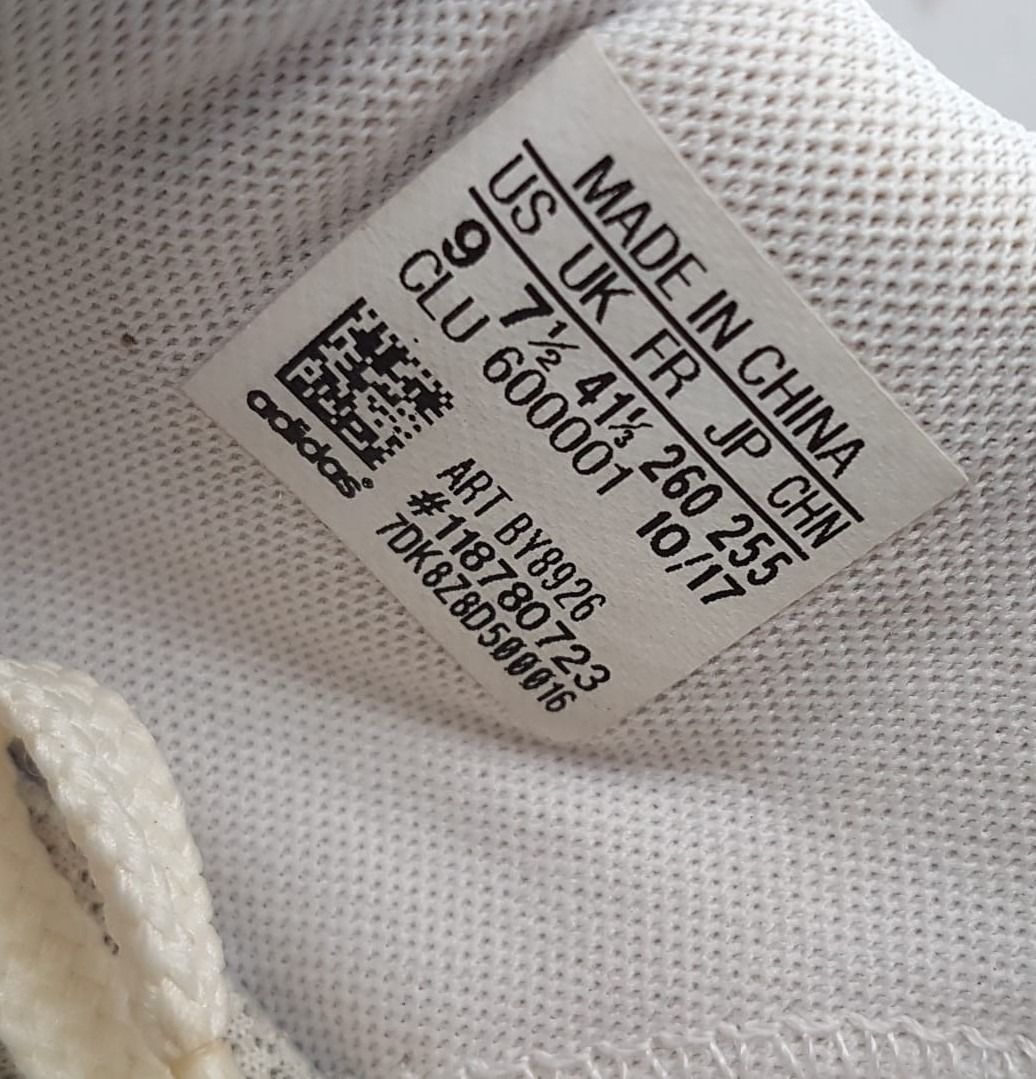 MADE IN CHINA
US UK FR JP CHN
9 7½ 41⅓ 260 255
CLU 600001 10/17
adidas®
ART BY8926
#118780723
7DK8Z8D500016